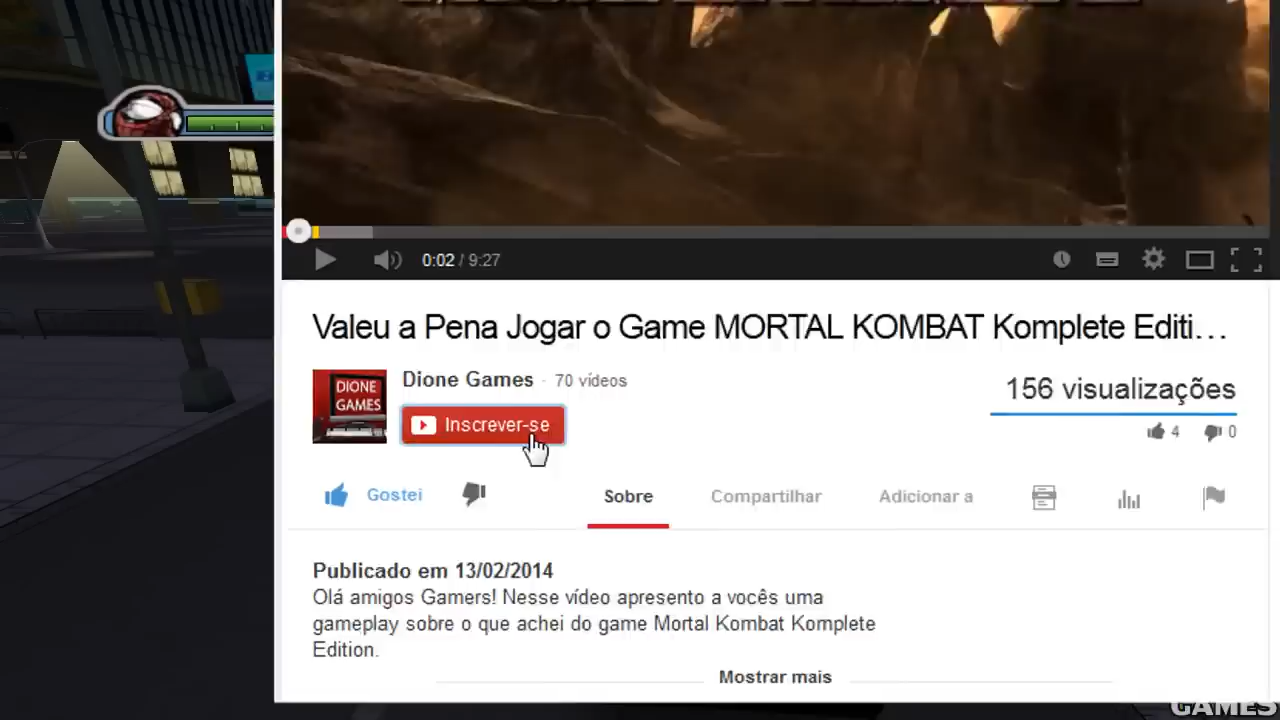 0:02 / 9:27
Valeu a Pena Jogar o Game MORTAL KOMBAT Komplete Editi...
DIONE
GAMES
Dione Games · 70 vídeos
Inscrever-se
156 visualizações
4 0
Gostei
Sobre
Compartilhar
Adicionar a
Publicado em 13/02/2014
Olá amigos Gamers! Nesse vídeo apresento a vocês uma
gameplay sobre o que achei do game Mortal Kombat Komplete
Edition.
Mostrar mais
GAMES